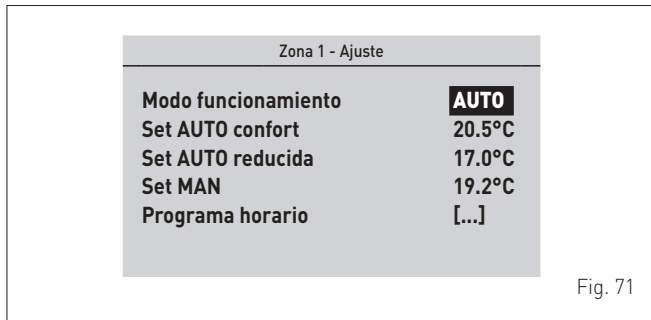 Zona 1 - Ajuste
Modo funcionamiento AUTO
Set AUTO confort 20.5°C
Set AUTO reducida 17.0°C
Set MAN 19.2°C
Programa horario [...]
Fig. 71